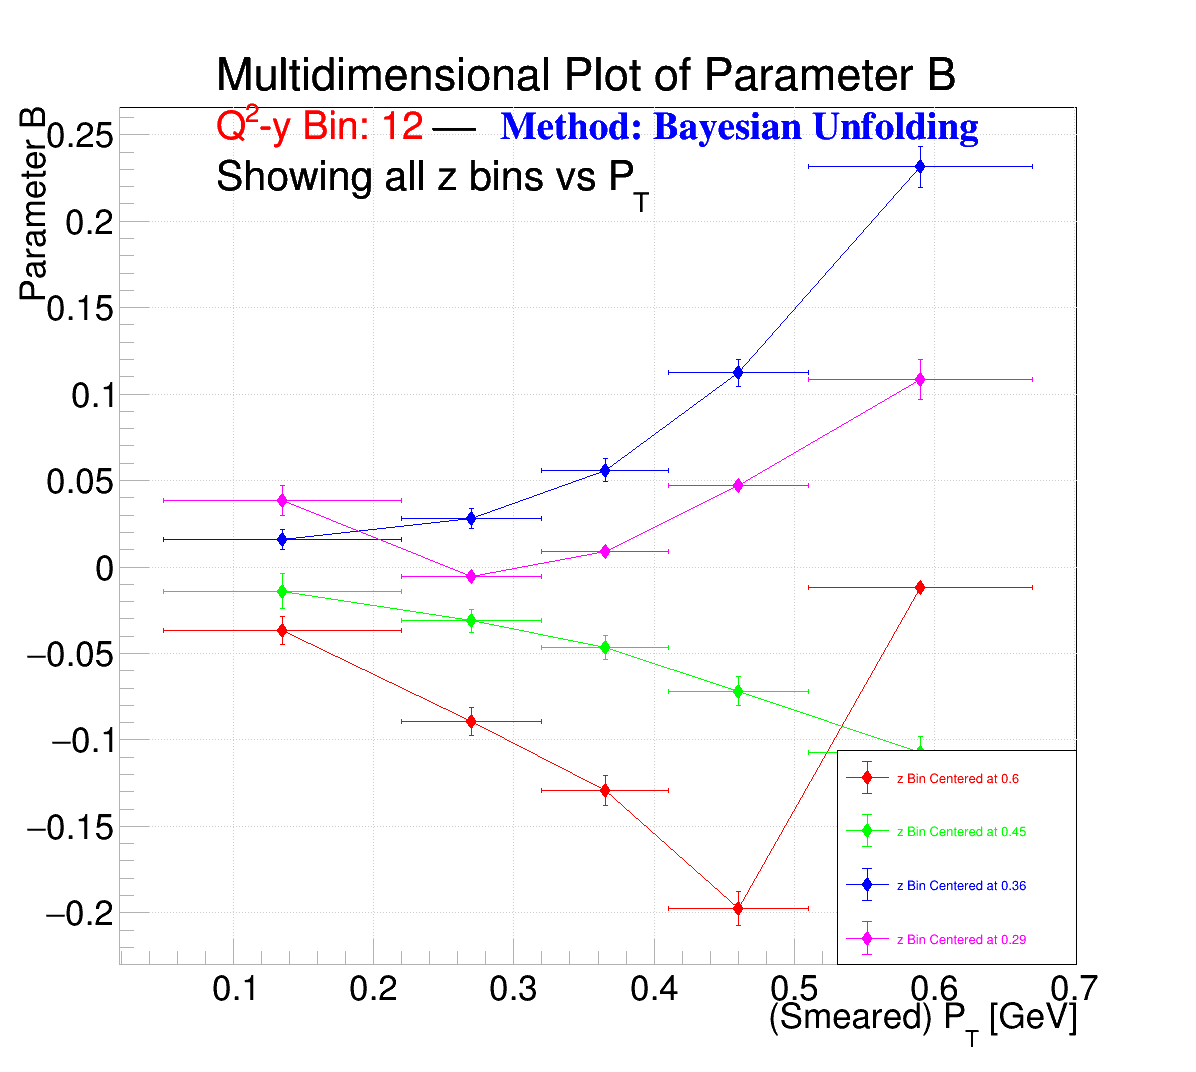 Multidimensional Plot of Parameter B
Q²-y Bin: 12 — Method: Bayesian Unfolding
Showing all z bins vs P_T
Parameter B
0.25
0.2
0.15
0.1
0.05
0
−0.05
−0.1
−0.15
−0.2
z Bin Centered at 0.6
z Bin Centered at 0.45
z Bin Centered at 0.36
z Bin Centered at 0.29
0.1 0.2 0.3 0.4 0.5 0.6 0.7
(Smeared) P_T [GeV]